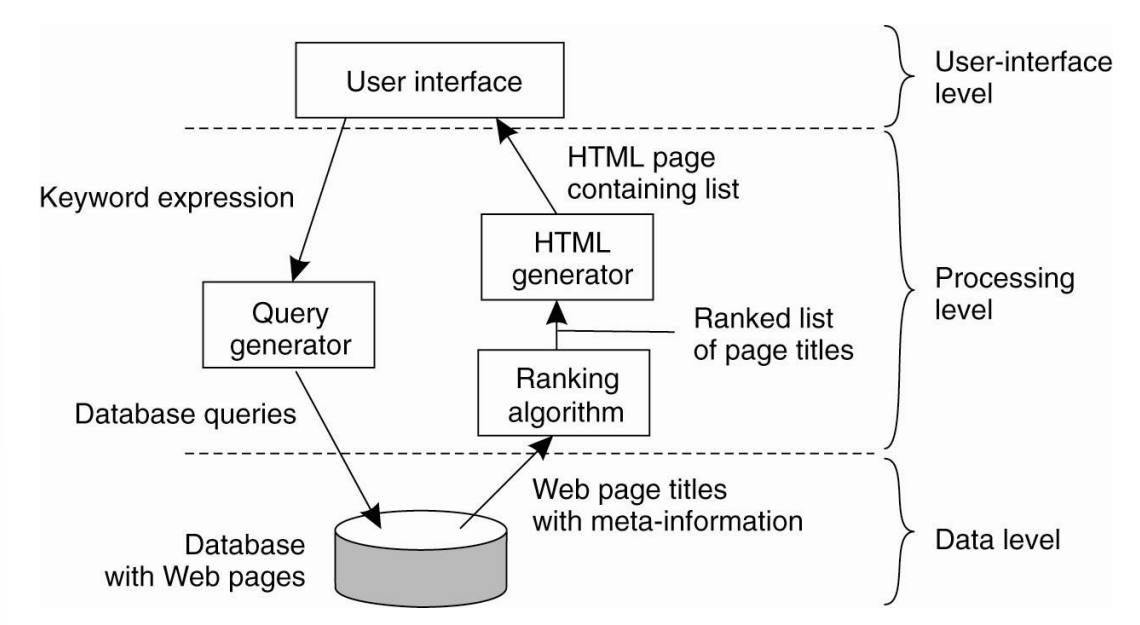 User interface
User-interface
level
HTML page
containing list
Keyword expression
HTML
generator
Processing
level
Query
generator
Ranked list
of page titles
Ranking
algorithm
Database queries
Web page titles
with meta-information
Database
with Web pages
Data level